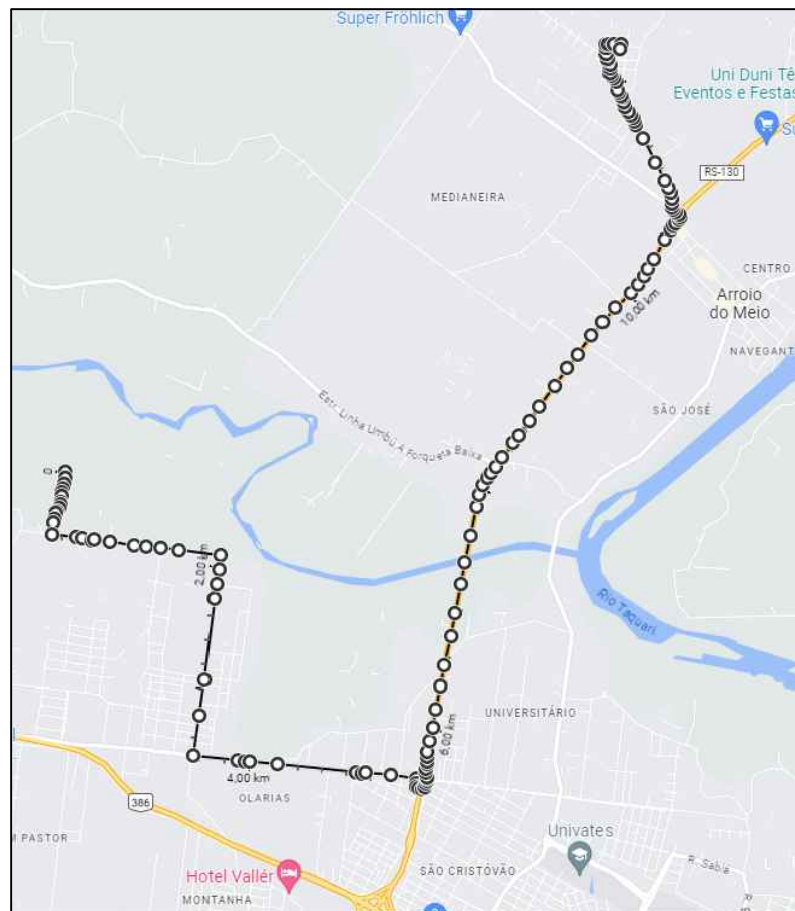 Super Fröhlich
Uni Duni Tê
Eventos e Festas
RS-130
MEDIANEIRA
CENTRO
Arroio
do Meio
10,00 km
NAVEGANT
Estr. Linha Umbú A Forqueta Baixa
SÃO JOSÉ
0
2,00 km
Rio Taquari
UNIVERSITÁRIO
6,00 km
4,00 km
386
OLARIAS
M PASTOR
Univates
SÃO CRISTÓVÃO
R. Sabiá
Hotel Vallér
MONTANHA